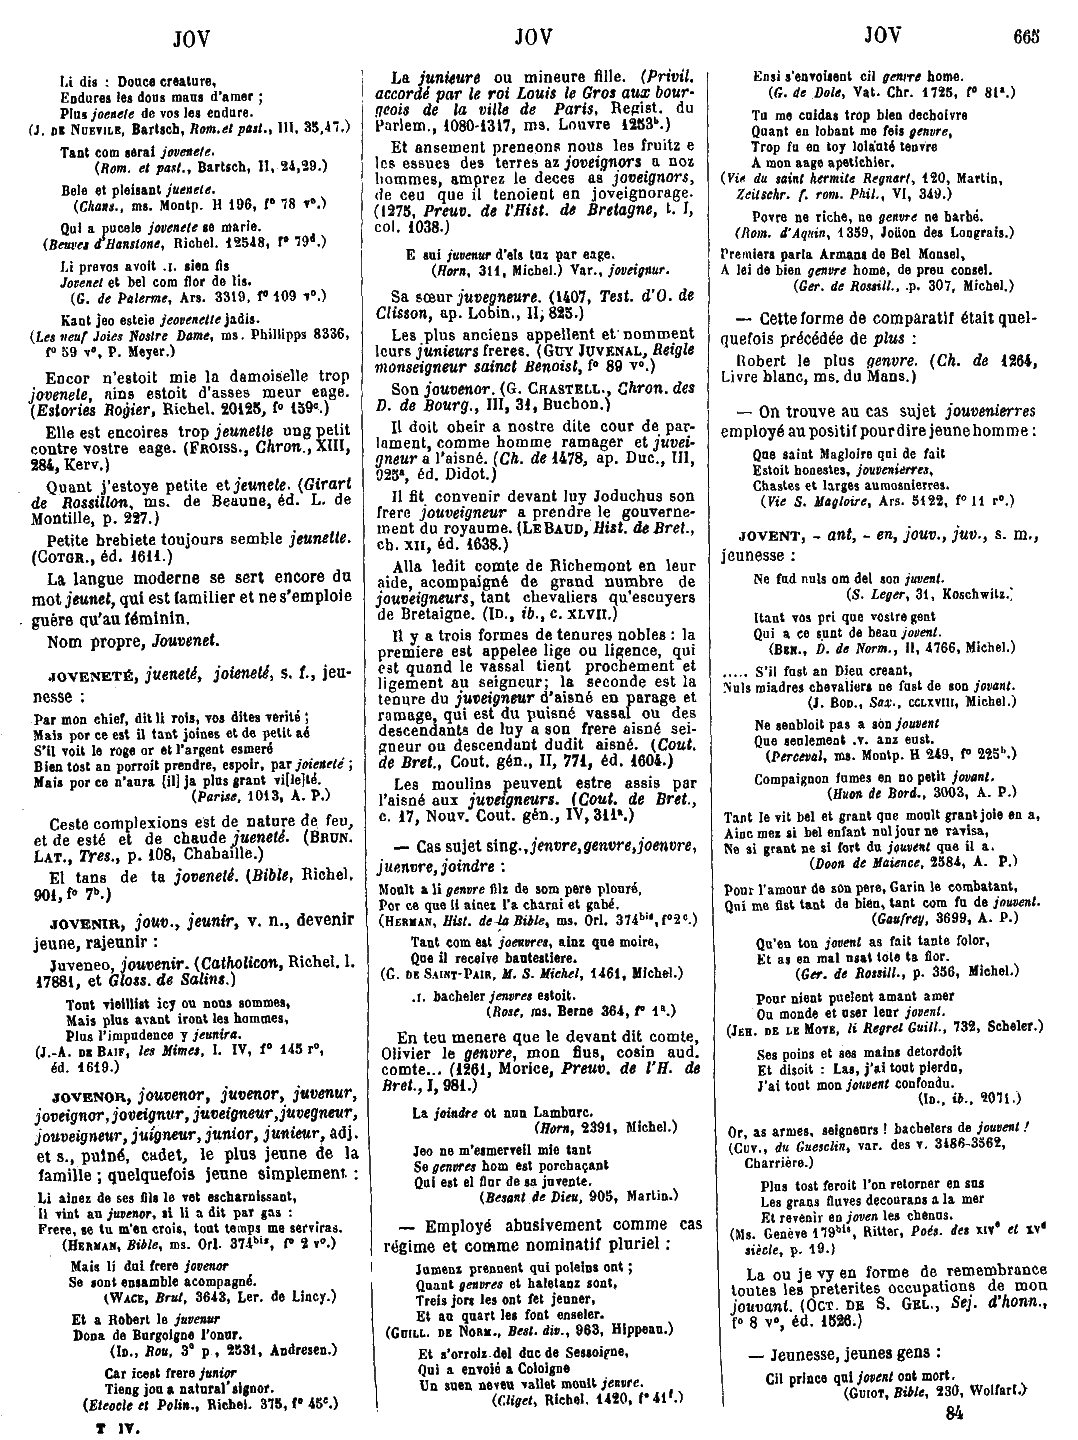 JOV
JOV
JOV
665
Li dis : Douce creature,
Endures les dous maus d'amer ;
Plus joenete de vos les endure.
(J. DE NUEVILE, Bartsch, Rom. et past., III, 35,47.)
Tant com serai jovenete.
(Rom. et past., Bartsch, II, 24,29.)
Bele et pleisant juenete.
(Chans., ms. Montp. H 196, f° 78 v°.)
Qui a pucele jovenete se marie.
(Beuves d'Hanstone, Richel. 12548, f° 79d.)
Li prevos avoit .I. sien fis
Jovenet et bel com flor de lis.
(G. de Palerme, Ars. 3319, f° 109 v°.)
Kant jeo esteie jeovenette jadis.
(Les neuf Joies Nostre Dame, ms. Phillipps 8336,
f° 59 v°, P. Meyer.)
Encor n'estoit mie la damoiselle trop
jovenele, ains estoit d'asses meur eage.
(Estories Rogier, Richel. 20125, f° 159c.)
Elle est encoires trop jeunette ung petit
contre vostre eage. (FROISS., Chron., XIII,
284, Kerv.)
Quant j'estoye petite et jeunete. (Girart
de Rossillon, ms. de Beaune, éd. L. de
Montille, p. 227.)
Petite brebiete toujours semble jeunette.
(COTGR., éd. 1611.)
La langue moderne se sert encore du
mot jeunet, qui est familier et ne s'emploie
guère qu'au féminin.
Nom propre, Jouvenet.
JOVENETÉ, jueneté, joieneté, s. f., jeu-
nesse :
Par mon chief, dit li rois, vos dites verité ;
Mais por ce est il tant joines et de petit aé
S'il voit le roge or et l'argent esmeré
Bien tost an porroit prendre, espoir, par joieneté ;
Mais por ce n'aura [il] ja plus grant vi[le]té.
(Parise, 1013, A. P.)
Ceste complexions est de nature de feu,
et de esté et de chaude jueneté. (BRUN.
LAT., Tres., p. 108, Chabaille.)
El tans de ta joveneté. (Bible, Richel.
901, f° 7b.)
JOVENIR, jouv., jeunir, v. n., devenir
jeune, rajeunir :
Juveneo, jouvenir. (Catholicon, Richel. l.
17881, et Gloss. de Salins.)
Tout vieillist icy ou nous sommes,
Mais plus avant iront les hommes,
Plus l'impudence y jeunira.
(J.-A. DE BAIF, les Mimes, l. IV, f° 145 r°,
éd. 1619.)
JOVENOR, jouvenor, juvenor, juvenur,
joveignor, joveignur, juveigneur, juvegneur,
jouveigneur, juigneur, junior, junieur, adj.
et s., puîné, cadet, le plus jeune de la
famille ; quelquefois jeune simplement :
Li ainez de ses fils le vet escharnissant,
Il vint au juvenor, si li a dit par gas :
Frere, se tu m'en crois, tout temps me serviras.
(HERMAN, Bible, ms. Orl. 374bis, f° 2 v°.)
Mais li dui frere jovenor
Se sont ensamble acompagné.
(WACE, Brut, 3643, Ler. de Lincy.)
Et a Robert le juvenur
Dona de Burgoigne l'onur.
(ID., Rou, 3e p., 2531, Andresen.)
Car icest frere junior
Tieng jou a natural signor.
(Eteocle et Polin., Richel. 375, f° 45c.)
T IV.
La junieure ou mineure fille. (Privil.
accordé par le roi Louis le Gros aux bour-
geois de la ville de Paris, Regist. du
Parlem., 1080-1317, ms. Louvre 1253b.)
Et ansement preneons nous les fruitz e
les essues des terres az joveignors a noz
hommes, amprez le deces as joveignors,
de ceu que il tenoient en joveignorage.
(1275, Preuv. de l'Hist. de Bretagne, t. I,
col. 1038.)
E sui juvenur d'els tuz par eage.
(Horn, 311, Michel.) Var., joveignur.
Sa sœur juvegneure. (1407, Test. d'O. de
Clisson, ap. Lobin., II, 825.)
Les plus anciens appellent et nomment
leurs junieurs freres. (GUY JUVENAL, Reigle
monseigneur sainct Benoist, f° 89 v°.)
Son jouvenor. (G. CHASTELL., Chron. des
D. de Bourg., III, 31, Buchon.)
Il doit obeir a nostre dite cour de par-
lament, comme homme ramager et juvei-
gneur a l'aisné. (Ch. de 1478, ap. Duc., III,
925a, éd. Didot.)
Il fit convenir devant luy Joduchus son
frere jouveigneur a prendre le gouverne-
ment du royaume. (LE BAUD, Hist. de Bret.,
ch. XII, éd. 1638.)
Alla ledit comte de Richemont en leur
aide, acompaigné de grand numbre de
jouveigneurs, tant chevaliers qu'escuyers
de Bretaigne. (ID., ib., c. XLVII.)
Il y a trois formes de tenures nobles : la
premiere est appelee lige ou ligence, qui
est quand le vassal tient prochement et
ligement au seigneur; la seconde est la
tenure du juveigneur d'aisné en parage et
ramage, qui est du puisné vassal ou des
descendants de luy a son frere aisné sei-
gneur ou descendant dudit aisné. (Cout.
de Bret., Cout. gén., II, 771, éd. 1604.)
Les moulins peuvent estre assis par
l'aisné aux juveigneurs. (Cout. de Bret.,
c. 17, Nouv. Cout. gén., IV, 311a.)
— Cas sujet sing., jenvre, genvre, joenvre,
juenvre, joindre :
Moult a li genvre filz de som pere plouré,
Por ce que li ainez l'a charni et gabé.
(HERMAN, Hist. de la Bible, ms. Orl. 374bis, f° 2c.)
Tant com est joenvres, ainz que moire,
Que il receive hautestiere.
(G. DE SAINT-PAIR, M. S. Michel, 1461, Michel.)
.I. bacheler jenvres estoit.
(Rose, ms. Berne 364, f° 1a.)
En teu menere que le devant dit comte,
Olivier le genvre, mon fius, cosin aud.
comte... (1261, Morice, Preuv. de l'H. de
Bret., I, 981.)
La joindre ot nun Lamburc.
(Horn, 2391, Michel.)
Jeo ne m'esmerveil mie tant
Se genvres hom est porchaçant
Qui est el flor de sa juvente.
(Besant de Dieu, 905, Martin.)
— Employé abusivement comme cas
régime et comme nominatif pluriel :
Jumenz prennent qui poleins ont ;
Quant genvres et haletanz sont,
Treis jors les ont fet jeuner,
Et au quart les font enseler.
(GUILL. DE NORM., Best. div., 963, Hippeau.)
Et s'orroiz del duc de Sessoigne,
Qui a envoié a Coloigne
Un suen neveu vallet moult jenvre.
(Cliget, Richel. 1420, f° 41f.)
Ensi s'envoisent cil genvre home.
(G. de Dole, Vat. Chr. 1725, f° 81a.)
Tu me cuidas trop bien dechoivre
Quant en lobant me feis genvre,
Trop fu en toy lolauté tenvre
A mon aage apetichier.
(Vie du saint hermite Regnart, 120, Martin,
Zeitschr. f. rom. Phil., VI, 349.)
Povre ne riche, ne genvre ne barbé.
(Rom. d'Aquin, 1359, Joüon des Longrais.)
Premiers parla Armans de Bel Monsel,
A lei de bien genvre home, de preu consel.
(Ger. de Rossill., p. 307, Michel.)
— Cette forme de comparatif était quel-
quefois précédée de plus :
Robert le plus genvre. (Ch. de 1264,
Livre blanc, ms. du Mans.)
— On trouve au cas sujet jouvenierres
employé au positif pour dire jeune homme :
Que saint Magloire qui de fait
Estoit honestes, jouvenierres,
Chastes et larges aumosnierres.
(Vie S. Magloire, Ars. 5122, f° 11 r°.)
JOVENT, - ant, - en, jouv., juv., s. m.,
jeunesse :
Ne fud nuls om del son juvent.
(S. Leger, 31, Koschwitz.)
Itant vos pri que vostre gent
Qui a ce sunt de beau jovent.
(BEN., D. de Norm., II, 4766, Michel.)
..... S'il fust an Dieu creant,
Nuls miadres chevaliers ne fust de son jovant.
(J. BOD., Sax., CCLXVIII, Michel.)
Ne senbloit pas a son jouvent
Que seulement .V. anz eust.
(Perceval, ms. Montp. H 249, f° 225b.)
Compaignon fumes en no petit jovant.
(Huon de Bord., 3003, A. P.)
Tant le vit bel et grant que moult grant joie en a,
Ainc mez si bel enfant nul jour ne ravisa,
Ne si grant ne si fort du jouvent que il a.
(Doon de Maience, 2584, A. P.)
Pour l'amour de son pere, Garin le combatant,
Qui me fist tant de bien, tant com fu de jouvent.
(Gaufrey, 3699, A. P.)
Qu'en ton jovent as fait tante folor,
Et as en mal usat tote ta flor.
(Ger. de Rossill., p. 356, Michel.)
Pour nient puelent amant amer
Ou monde et user leur jovent.
(JEH. DE LE MOTE, li Regret Guill., 732, Scheler.)
Ses poins et ses mains detordoit
Et disoit : Las, j'ai tout pierdu,
J'ai tout mon jouvent confondu.
(ID., ib., 2071.)
Or, as armes, seigneurs ! bachelers de jouvent !
(CUV., du Guesclin, var. des v. 3486-3562,
Charrière.)
Plus tost feroit l'on retorner en sus
Les grans fluves decourans a la mer
Et revenir en joven les chenus.
(Ms. Genève 179bis, Ritter, Poés. des XIVe et XVe
siècle, p. 19.)
La ou je vy en forme de remembrance
toutes les preterites occupations de mon
jouvant. (OCT. DE S. GEL., Sej. d'honn.,
f° 8 v°, éd. 1526.)
— Jeunesse, jeunes gens :
Cil prince qui jovent ont mort.
(GUIOT, Bible, 230, Wolfart.)
84